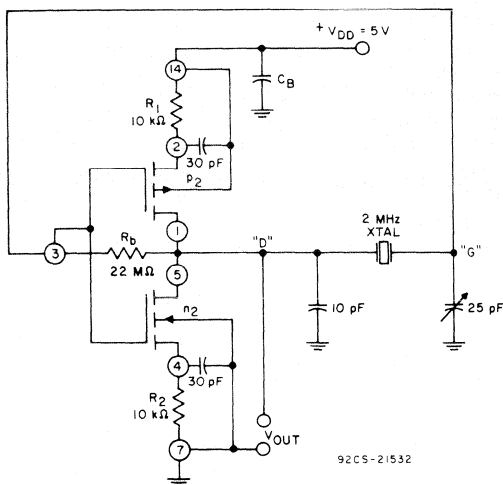 + VDD = 5V
14
CB
R1
10 kΩ
2
30 pF
p2
1
2 MHz
XTAL
3
Rb
22 MΩ
"D"
"G"
5
n2
10 pF
25 pF
4
30 pF
R2
10 kΩ
VOUT
7
92CS-21532